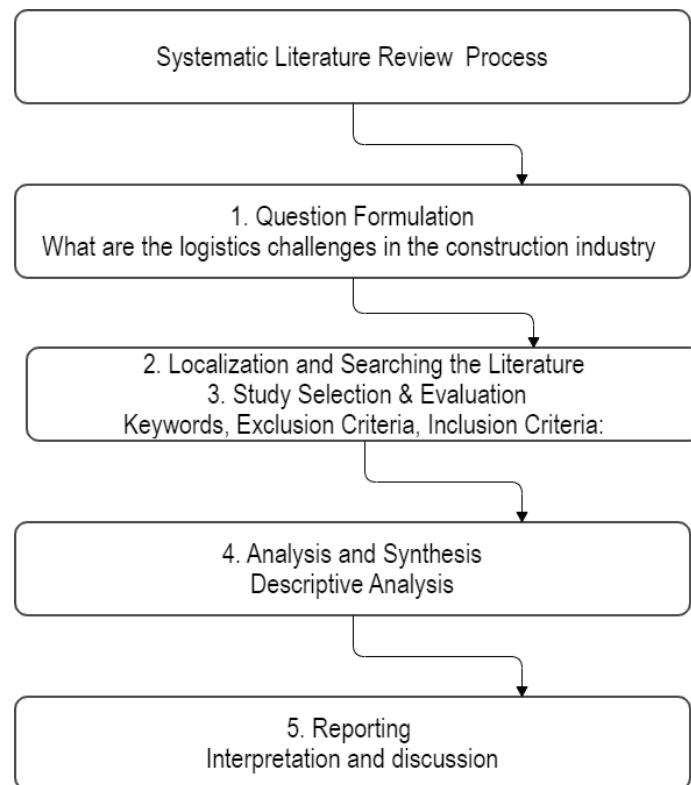 Systematic Literature Review Process
1. Question Formulation
What are the logistics challenges in the construction industry
2. Localization and Searching the Literature
3. Study Selection & Evaluation
Keywords, Exclusion Criteria, Inclusion Criteria:
4. Analysis and Synthesis
Descriptive Analysis
5. Reporting
Interpretation and discussion